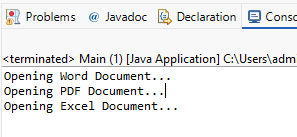 Problems @ Javadoc Declaration Conso
<terminated> Main (1) [Java Application] C:\Users\adm
Opening Word Document...
Opening PDF Document...
Opening Excel Document...